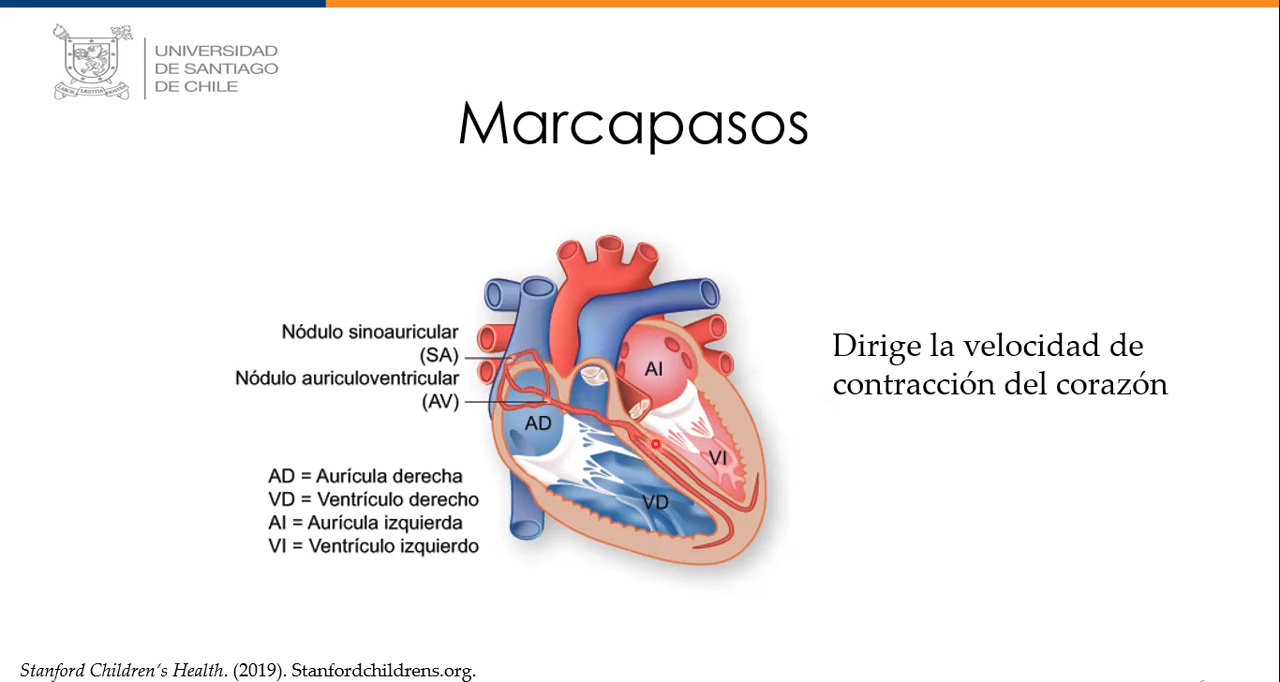 UNIVERSIDAD
DE SANTIAGO
DE CHILE
Marcapasos
Nódulo sinoauricular
(SA)
Nódulo auriculoventricular
(AV)
AD
AI
VI
VD
AD = Aurícula derecha
VD = Ventrículo derecho
AI = Aurícula izquierda
VI = Ventrículo izquierdo
Dirige la velocidad de
contracción del corazón
Stanford Children's Health. (2019). Stanfordchildrens.org.